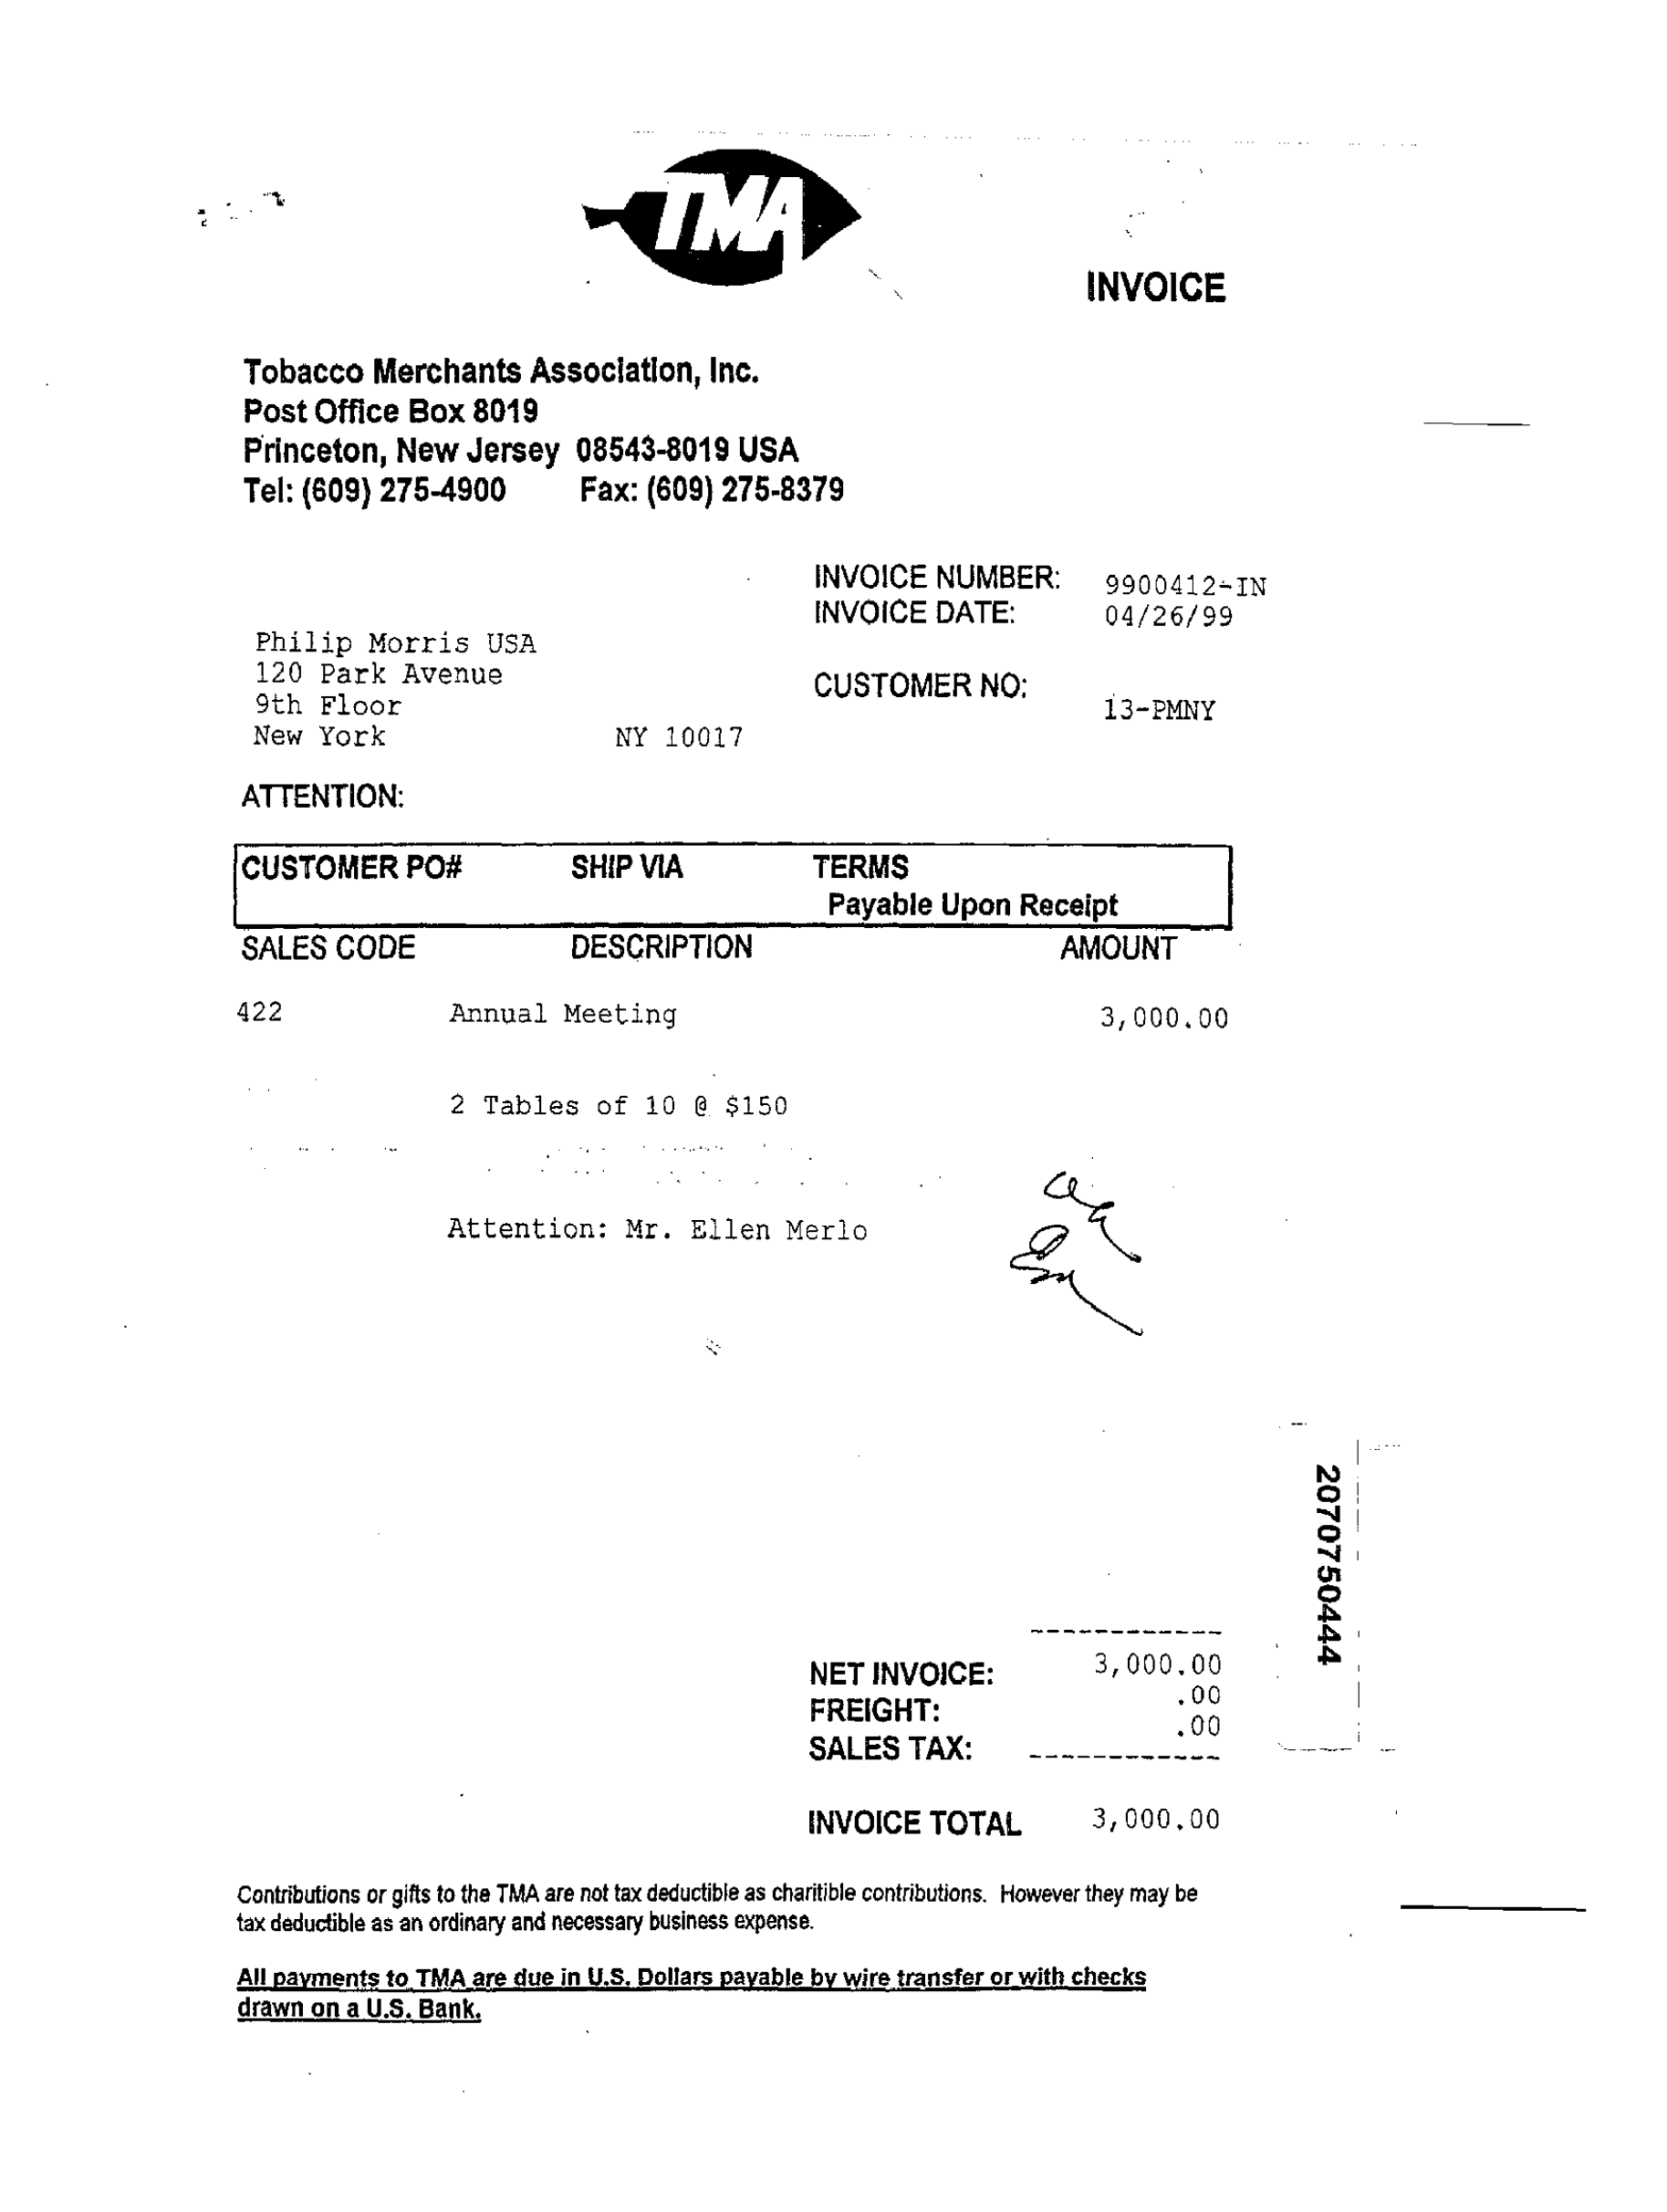 TMA
INVOICE
Tobacco Merchants Association, Inc.
Post Office Box 8019
Princeton, New Jersey 08543-8019 USA
Tel: (609) 275-4900 Fax: (609) 275-8379
INVOICE NUMBER: 9900412-IN
INVOICE DATE: 04/26/99
Philip Morris USA
120 Park Avenue
CUSTOMER NO: 13-PMNY
9th Floor
New York NY 10017
ATTENTION:
CUSTOMER PO# SHIP VIA TERMS
Payable Upon Receipt
SALES CODE DESCRIPTION AMOUNT
422 Annual Meeting 3,000.00
2 Tables of 10 @ $150
Attention: Mr. Ellen Merlo
2070750444
NET INVOICE: 3,000.00
FREIGHT: .00
SALES TAX: .00
INVOICE TOTAL 3,000.00
Contributions or gifts to the TMA are not tax deductible as charitible contributions. However they may be
tax deductible as an ordinary and necessary business expense.
All payments to TMA are due in U.S. Dollars payable by wire transfer or with checks
drawn on a U.S. Bank.